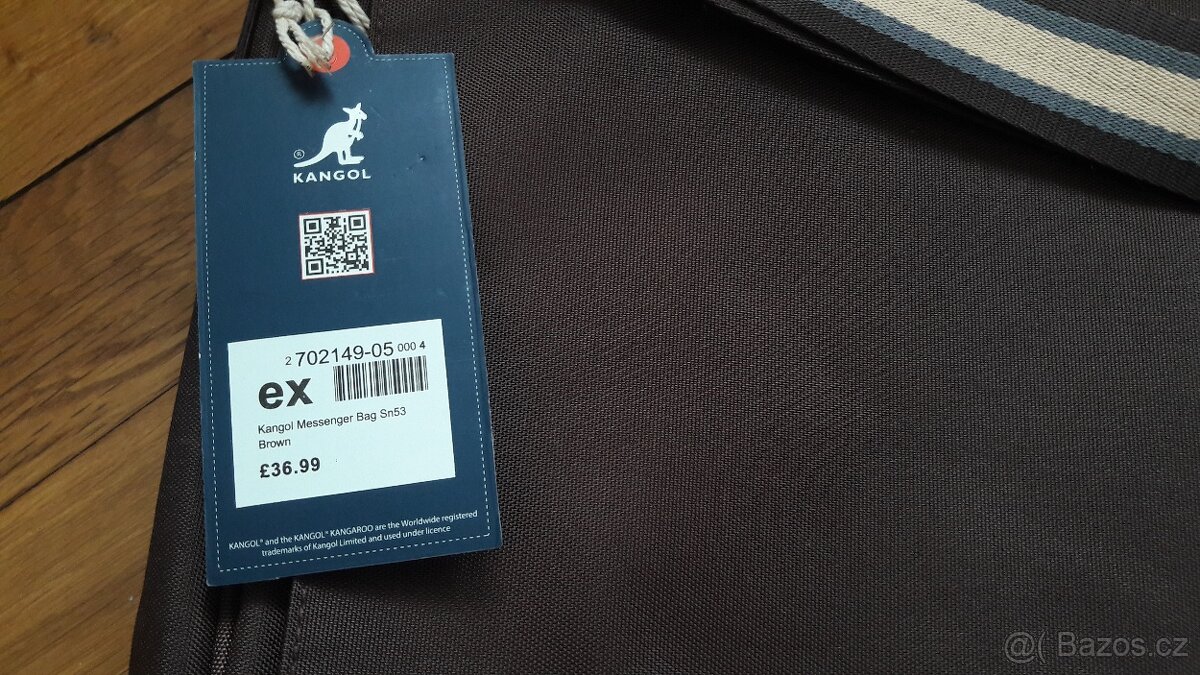 ®
KANGOL
2 702149-05 000 4
ex
Kangol Messenger Bag Sn53
Brown
£36.99
KANGOL® and the KANGOL® KANGAROO are the Worldwide registered
trademarks of Kangol Limited and used under licence
@( Bazos.cz